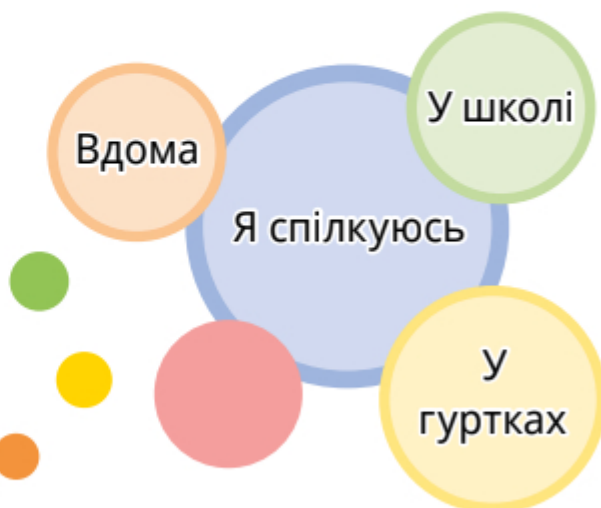 У школі
Вдома
Я спілкуюсь
У
гуртках